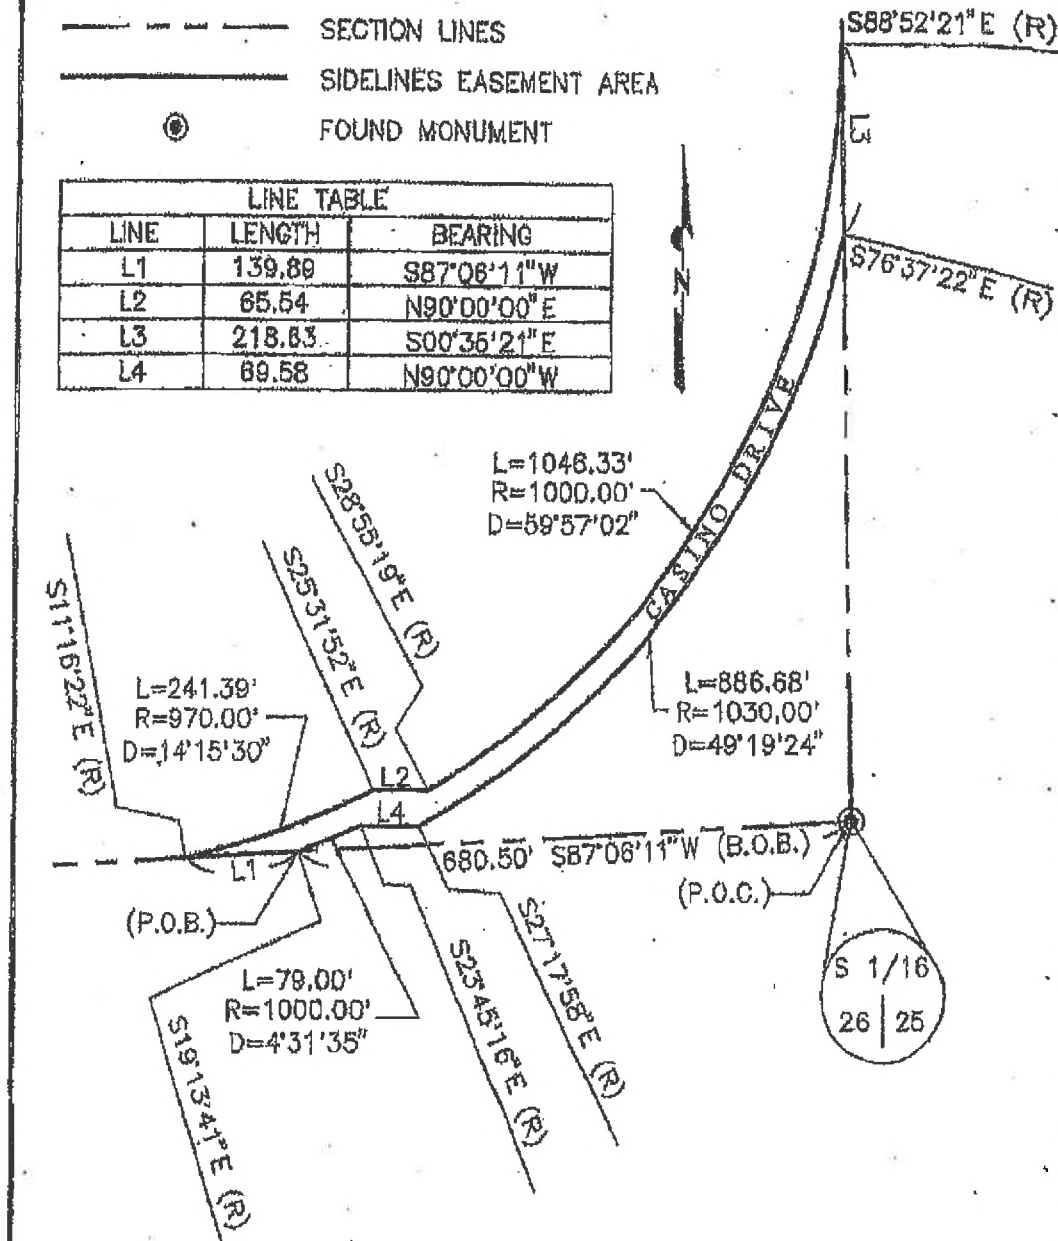 SECTION LINES
SIDELINES EASEMENT AREA
FOUND MONUMENT
LINE TABLE
LINE LENGTH BEARING
L1 139.89 S87°06'11"W
L2 65.54 N90°00'00"E
L3 218.63 S00°36'21"E
L4 69.58 N90°00'00"W
N
S88°52'21"E (R)
L3
S76°37'22"E (R)
CASINO DRIVE
L=1046.33'
R=1000.00'
D=59°57'02"
S28°55'19"E (R)
S25°31'52"E (R)
S11°16'22"E (R)
L=241.39'
R=970.00'
D=14°15'30"
L=886.68'
R=1030.00'
D=49°19'24"
L2
L4
L1
680.50' S87°06'11"W (B.O.B.)
(P.O.B.)
(P.O.C.)
L=79.00'
R=1000.00'
D=4°31'35"
S19°13'41"E (R)
S23°45'16"E (R)
S27°17'58"E (R)
S 1/16
26 25